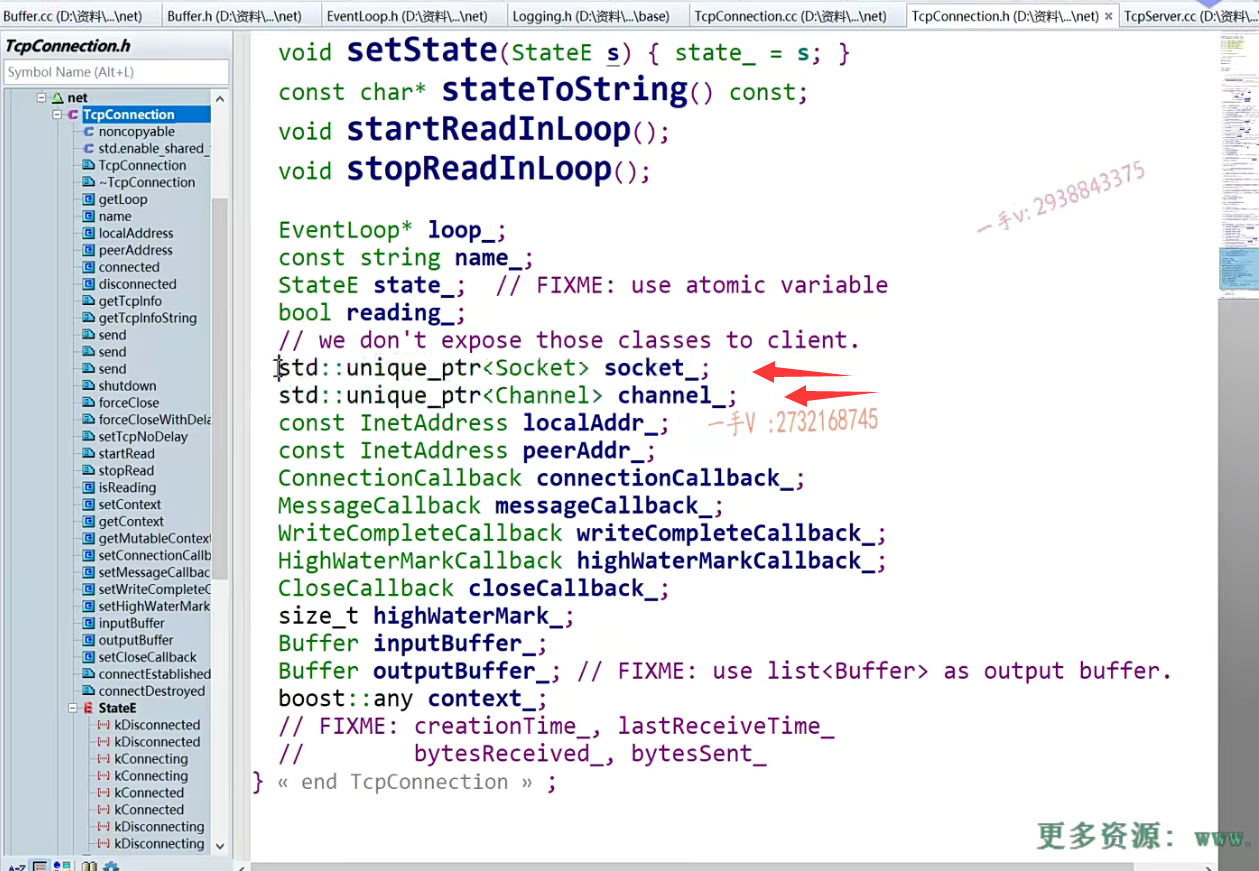 Buffer.cc (D:\资料\...\net)
Buffer.h (D:\资料\...\net)
EventLoop.h (D:\资料\...\net)
Logging.h (D:\资料\...\base)
TcpConnection.cc (D:\资料\...\net)
TcpConnection.h (D:\资料\...\net) ×
TcpServer.cc (D:\资料\...
TcpConnection.h
Symbol Name (Alt+L)
net
TcpConnection
noncopyable
std.enable_shared_
TcpConnection
~TcpConnection
getLoop
name
localAddress
peerAddress
connected
disconnected
getTcpInfo
getTcpInfoString
send
send
send
shutdown
forceClose
forceCloseWithDela
setTcpNoDelay
startRead
stopRead
isReading
setContext
getContext
getMutableContext
setConnectionCallb
setMessageCallbac
setWriteCompleteC
setHighWaterMark
inputBuffer
outputBuffer
setCloseCallback
connectEstablished
connectDestroyed
StateE
kDisconnected
kDisconnected
kConnecting
kConnecting
kConnected
kConnected
kDisconnecting
kDisconnecting
void setState(StateE s) { state_ = s; }
const char* stateToString() const;
void startReadInLoop();
void stopReadInLoop();
EventLoop* loop_;
const string name_;
StateE state_; // FIXME: use atomic variable
bool reading_;
// we don't expose those classes to client.
std::unique_ptr<Socket> socket_;
std::unique_ptr<Channel> channel_;
const InetAddress localAddr_;
const InetAddress peerAddr_;
ConnectionCallback connectionCallback_;
MessageCallback messageCallback_;
WriteCompleteCallback writeCompleteCallback_;
HighWaterMarkCallback highWaterMarkCallback_;
CloseCallback closeCallback_;
size_t highWaterMark_;
Buffer inputBuffer_;
Buffer outputBuffer_; // FIXME: use list<Buffer> as output buffer.
boost::any context_;
// FIXME: creationTime_, lastReceiveTime_
// bytesReceived_, bytesSent_
} « end TcpConnection » ;
一手v: 2938843375
一手V :2732168745
更多资源: www.